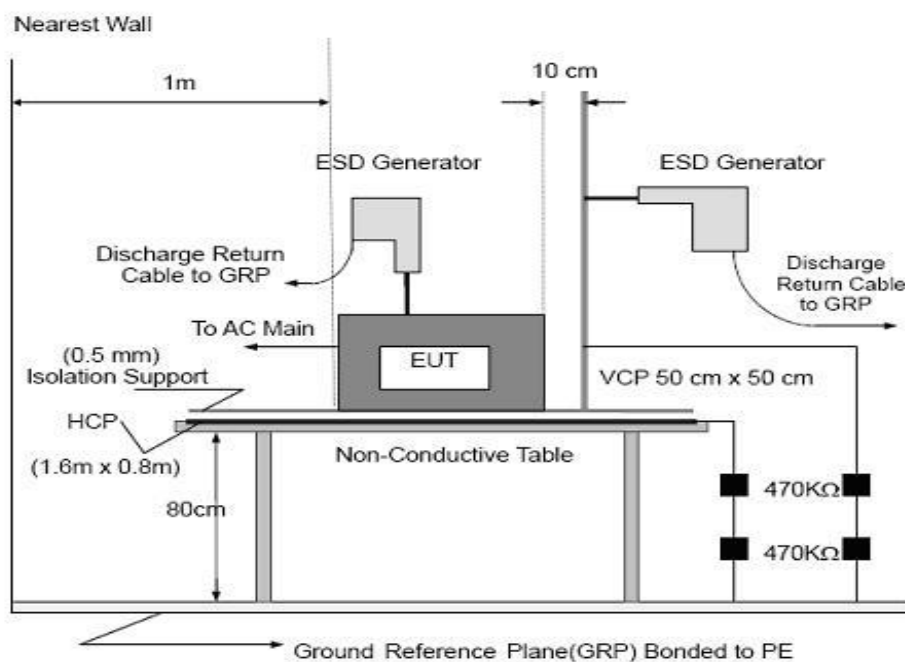 Nearest Wall
1m
10 cm
ESD Generator
ESD Generator
Discharge Return
Cable to GRP
Discharge
Return Cable
to GRP
To AC Main
(0.5 mm)
Isolation Support
EUT
VCP 50 cm x 50 cm
HCP
(1.6m x 0.8m)
Non-Conductive Table
80cm
470KΩ
470KΩ
Ground Reference Plane(GRP) Bonded to PE